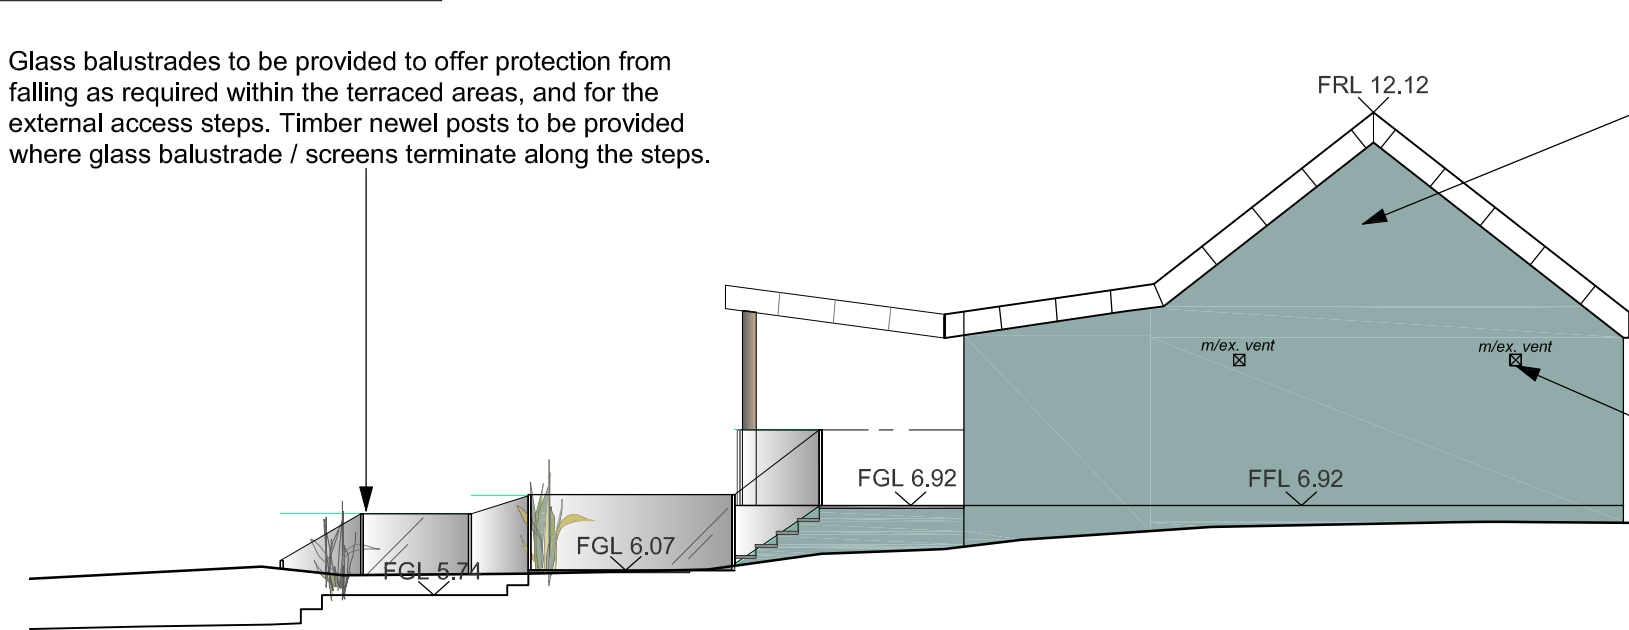 Glass balustrades to be provided to offer protection from
falling as required within the terraced areas, and for the
external access steps. Timber newel posts to be provided
where glass balustrade / screens terminate along the steps.
FRL 12.12
m/ex. vent
m/ex. vent
FGL 6.92
FFL 6.92
FGL 6.07
FGL 5.74